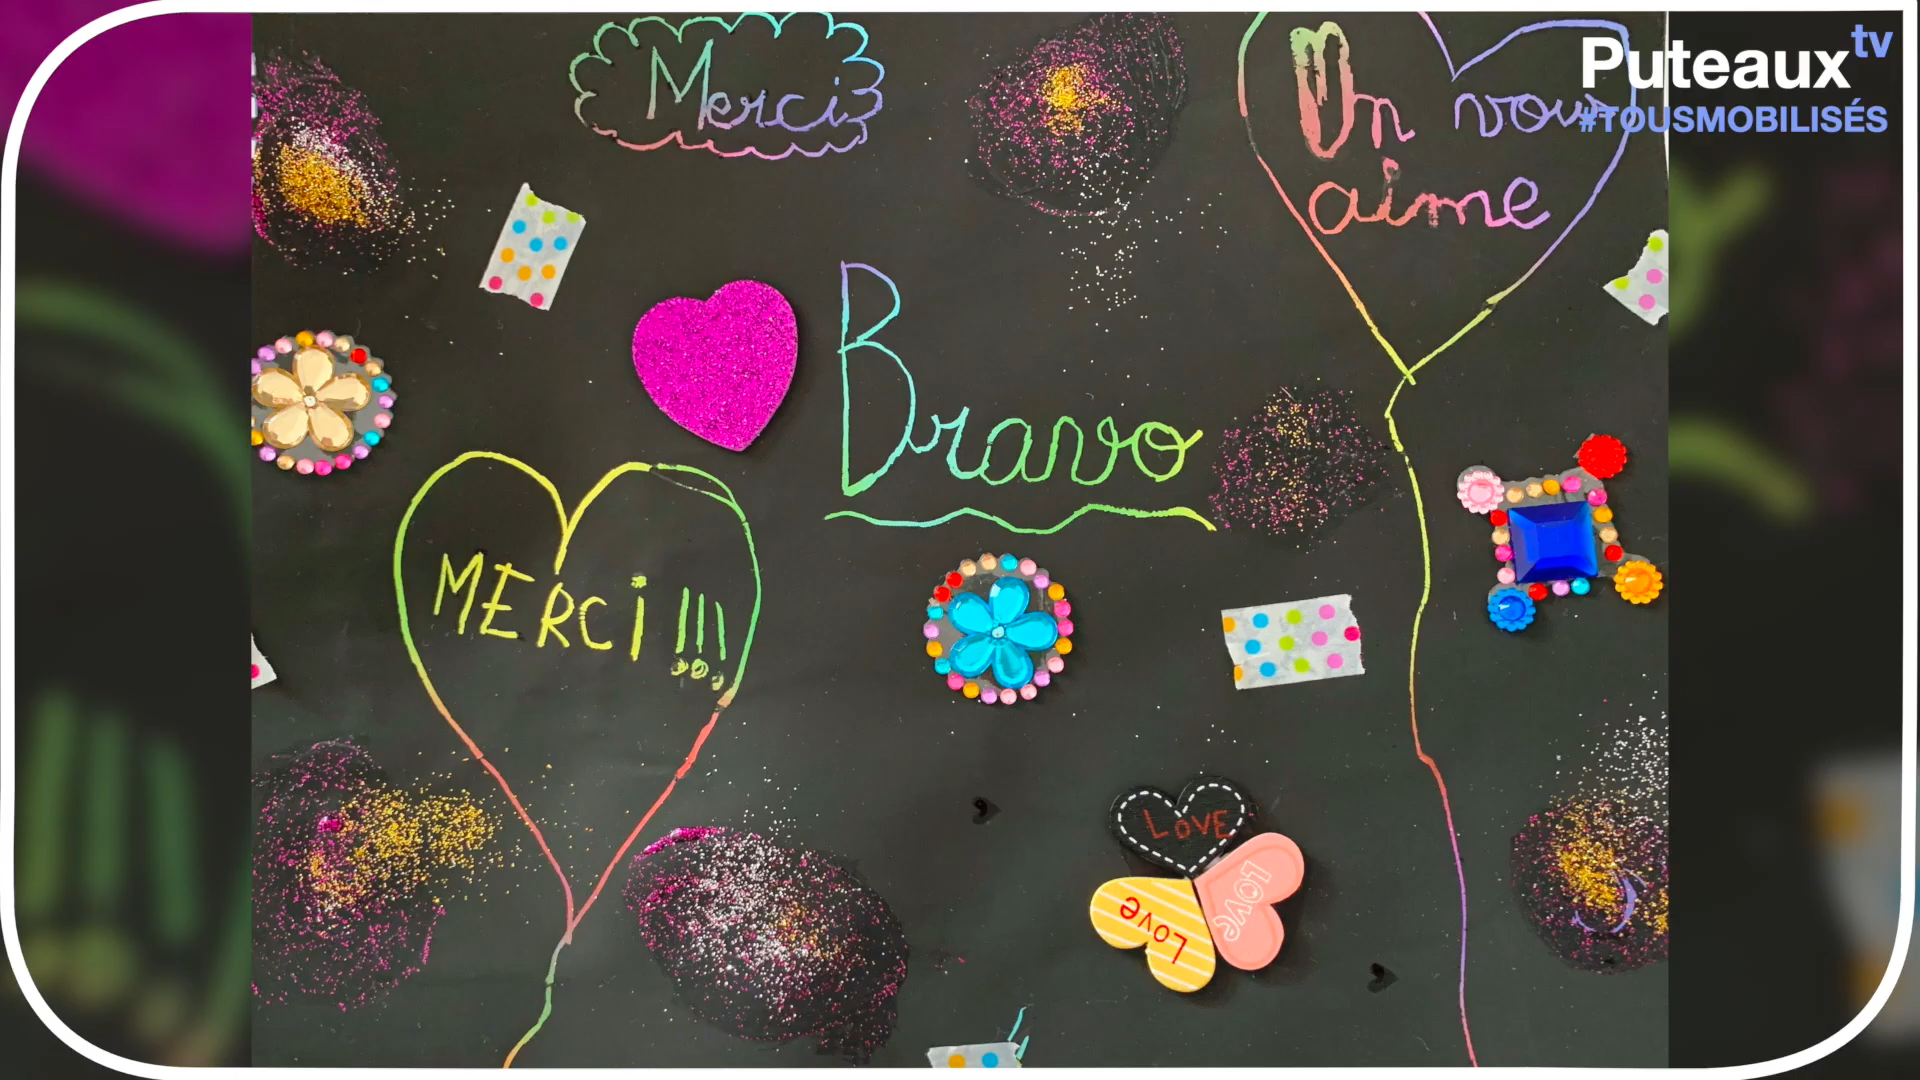 Merci
On vous
aime
Puteaux tv
#TOUSMOBILISÉS
Bravo
MERCi !!!
LOVE
LOVE
Love